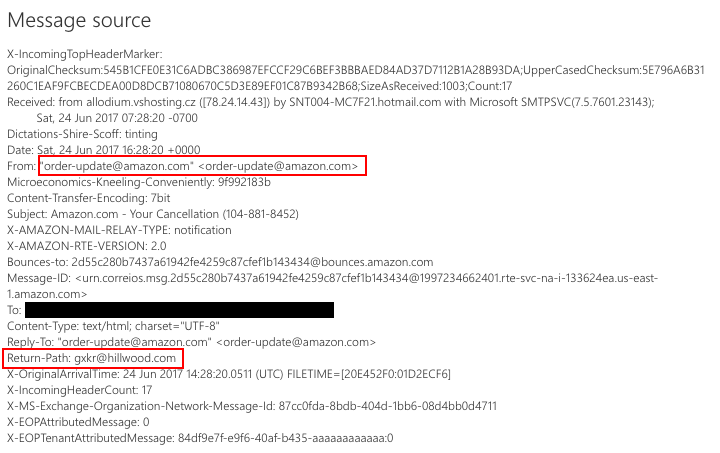 Message source
X-IncomingTopHeaderMarker:
OriginalChecksum:545B1CFE0E31C6ADBC386987EFCCF29C6BEF3BBBAED84AD37D7112B1A28B93DA;UpperCasedChecksum:5E796A6B31
260C1EAF9FCBECDEA00D8DCB71080670C5D3E89EF01C87B9342B68;SizeAsReceived:1003;Count:17
Received: from allodium.vshosting.cz ([78.24.14.43]) by SNT004-MC7F21.hotmail.com with Microsoft SMTPSVC(7.5.7601.23143);
Sat, 24 Jun 2017 07:28:20 -0700
Dictations-Shire-Scoff: tinting
Date: Sat, 24 Jun 2017 16:28:20 +0000
From: "order-update@amazon.com" <order-update@amazon.com>
Microeconomics-Kneeling-Conveniently: 9f992183b
Content-Transfer-Encoding: 7bit
Subject: Amazon.com - Your Cancellation (104-881-8452)
X-AMAZON-MAIL-RELAY-TYPE: notification
X-AMAZON-RTE-VERSION: 2.0
Bounces-to: 2d55c280b7437a61942fe4259c87cfef1b143434@bounces.amazon.com
Message-ID: <urn.correios.msg.2d55c280b7437a61942fe4259c87cfef1b143434@1997234662401.rte-svc-na-i-133624ea.us-east-
1.amazon.com>
To:
Content-Type: text/html; charset="UTF-8"
Reply-To: "order-update@amazon.com" <order-update@amazon.com>
Return-Path: gxkr@hillwood.com
X-OriginalArrivalTime: 24 Jun 2017 14:28:20.0511 (UTC) FILETIME=[20E452F0:01D2ECF6]
X-IncomingHeaderCount: 17
X-MS-Exchange-Organization-Network-Message-Id: 87cc0fda-8bdb-404d-1bb6-08d4bb0d4711
X-EOPAttributedMessage: 0
X-EOPTenantAttributedMessage: 84df9e7f-e9f6-40af-b435-aaaaaaaaaaaa:0